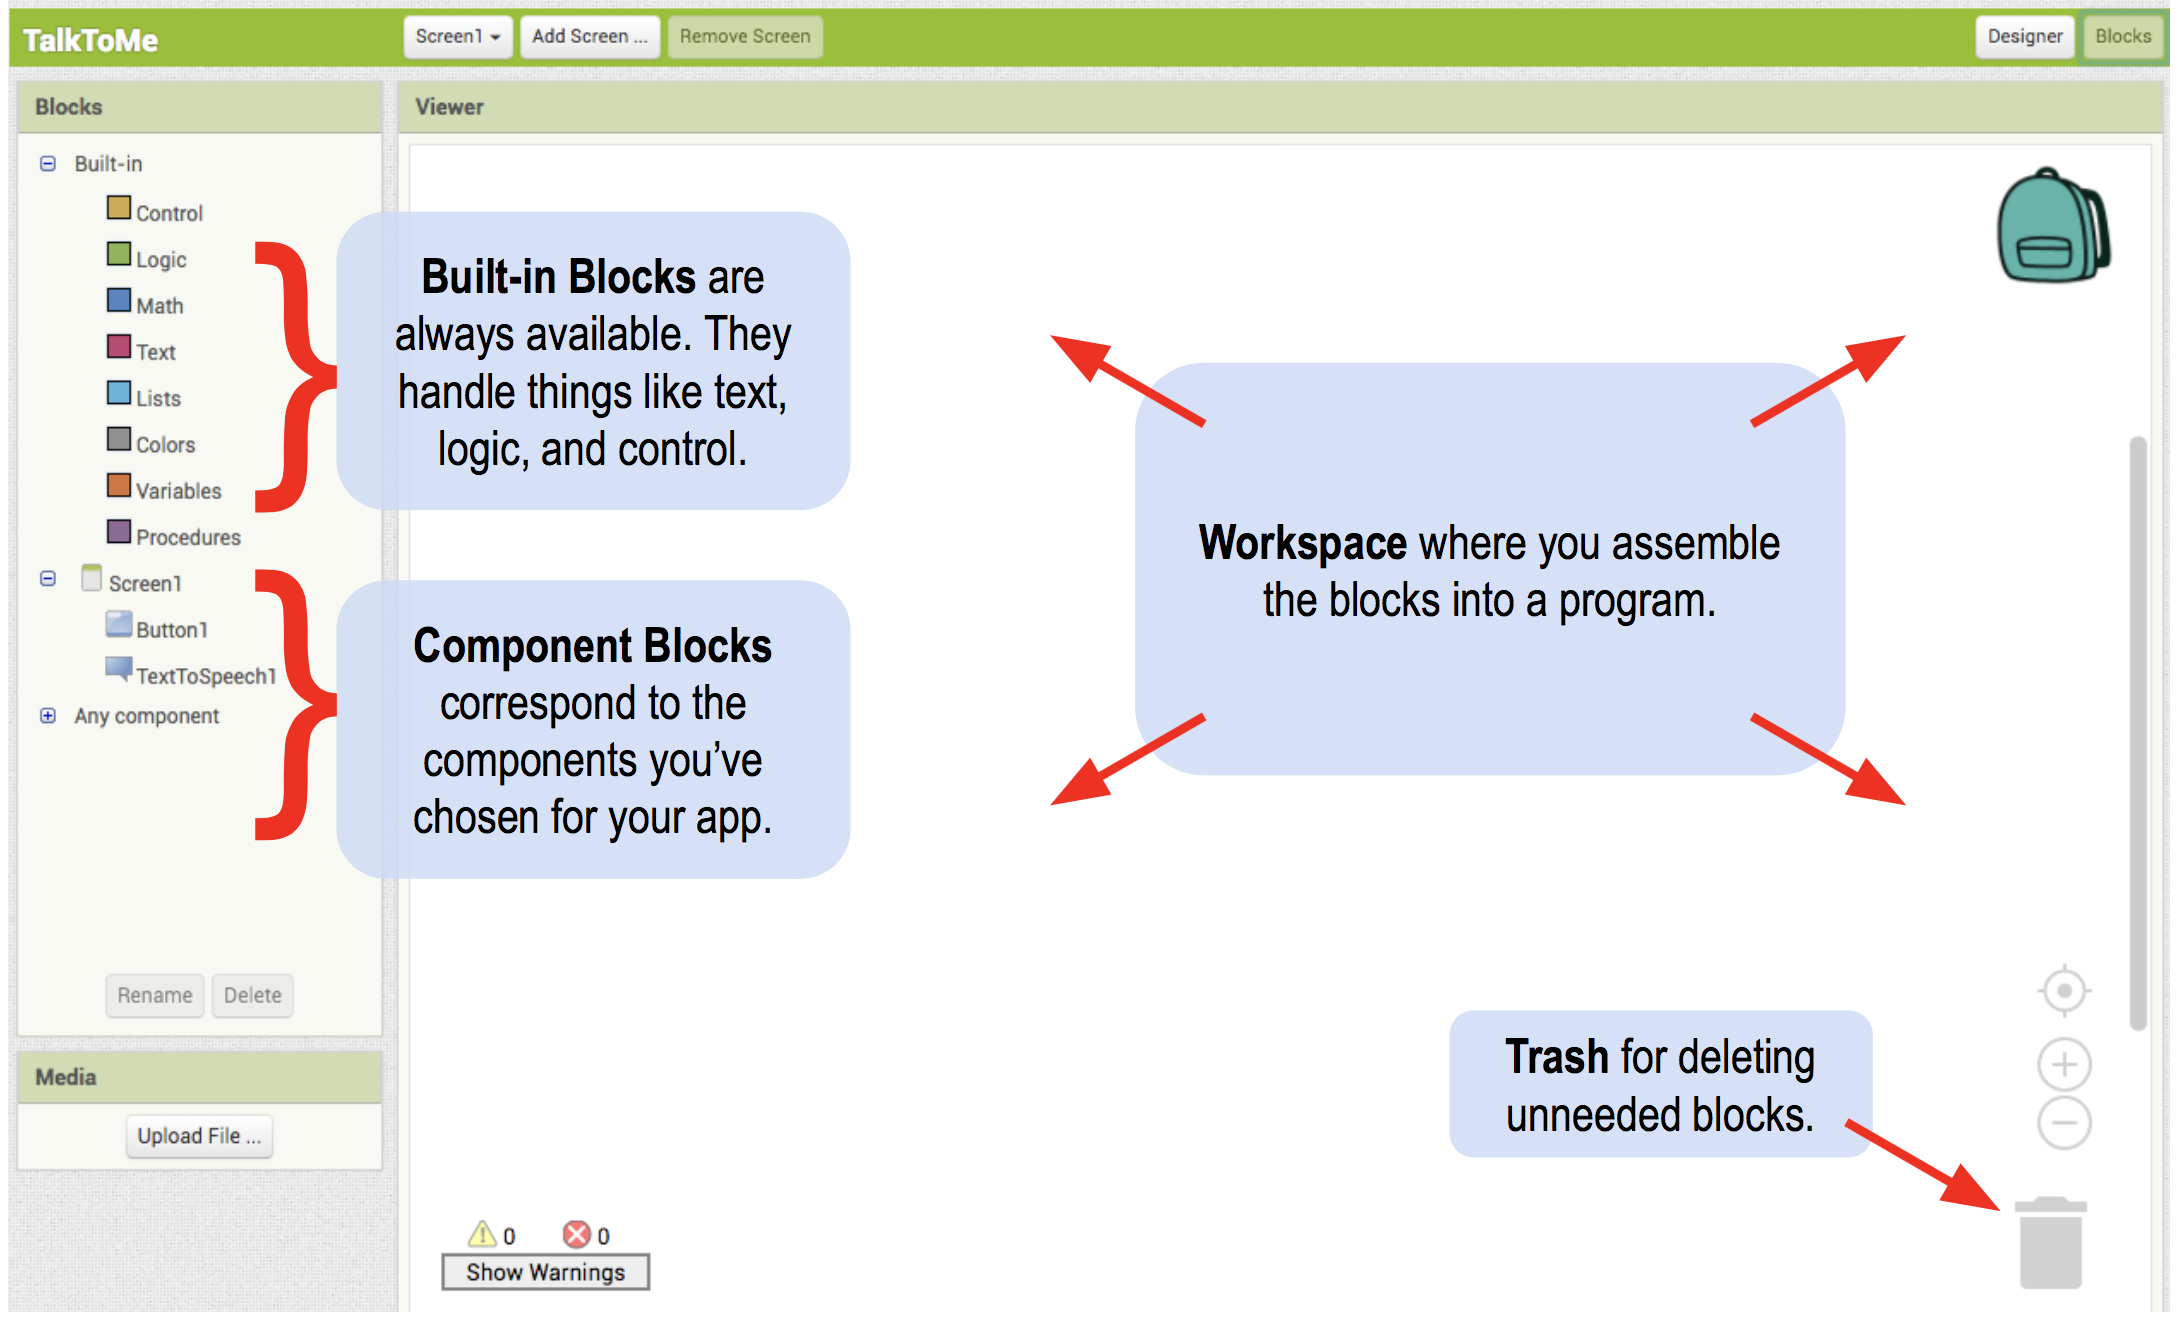 TalkToMe
Screen1
Add Screen ...
Remove Screen
Designer
Blocks
Blocks
Viewer
Built-in
Control
Logic
Math
Text
Lists
Colors
Variables
Procedures
Screen1
Button1
TextToSpeech1
Any component
Rename
Delete
Media
Upload File ...
Built-in Blocks are
always available. They
handle things like text,
logic, and control.
Component Blocks
correspond to the
components you’ve
chosen for your app.
Workspace where you assemble
the blocks into a program.
Trash for deleting
unneeded blocks.
0
0
Show Warnings